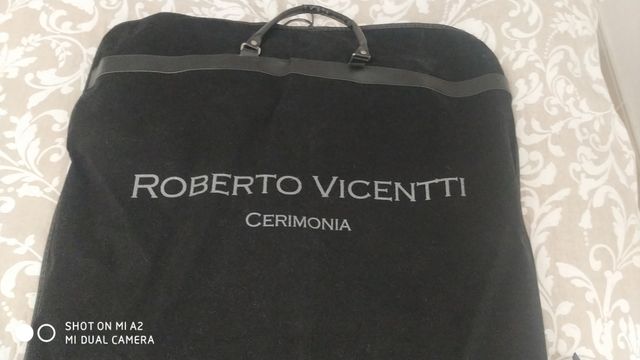 ROBERTO VICENTTI
CERIMONIA
SHOT ON MI A2
MI DUAL CAMERA